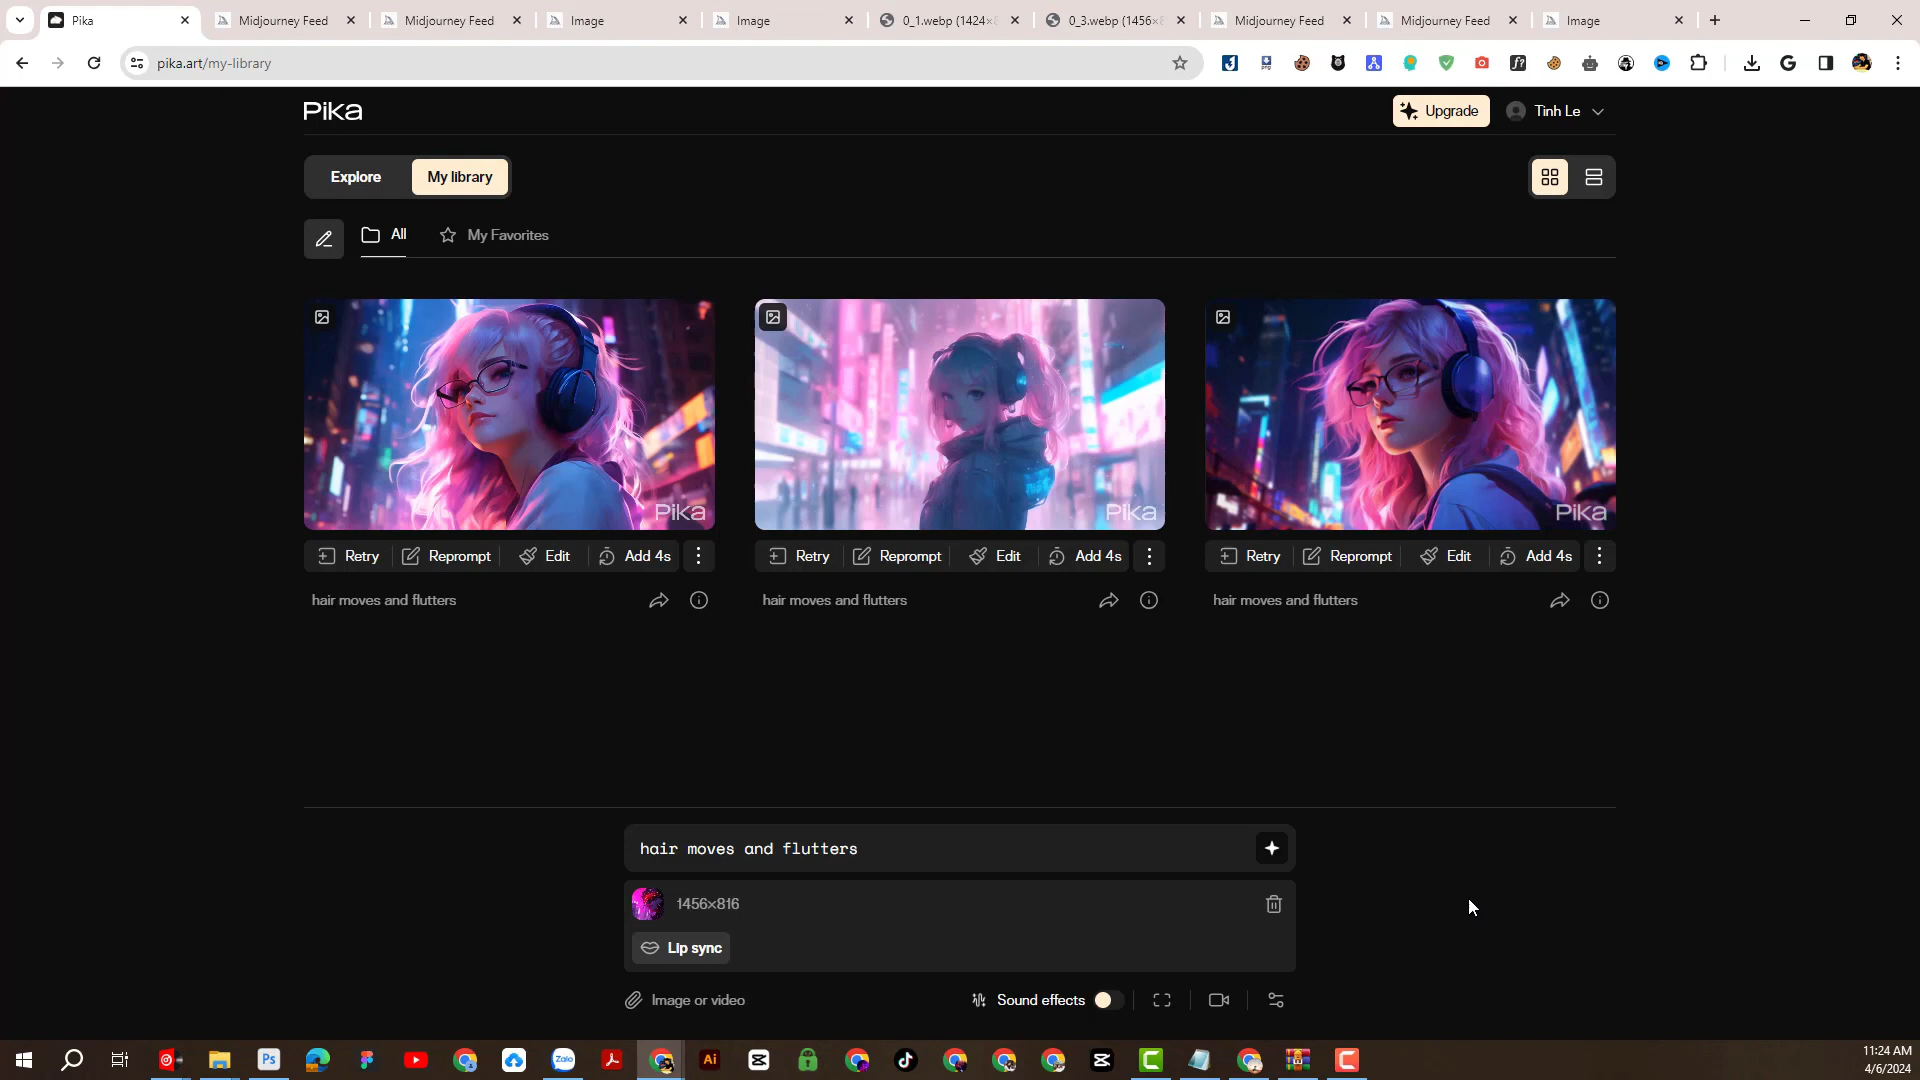 Pika
Midjourney Feed
Midjourney Feed
Image
Image
0_1.webp (1424×8
0_3.webp (1456×8
Midjourney Feed
Midjourney Feed
Image
pika.art/my-library
Pika
Upgrade
Tinh Le
Explore
My library
All
My Favorites
Pika
Pika
Pika
Retry
Reprompt
Edit
Add 4s
Retry
Reprompt
Edit
Add 4s
Retry
Reprompt
Edit
Add 4s
hair moves and flutters
hair moves and flutters
hair moves and flutters
hair moves and flutters
1456×816
Lip sync
Image or video
Sound effects
Ps
Zalo
Ai
11:24 AM
4/6/2024